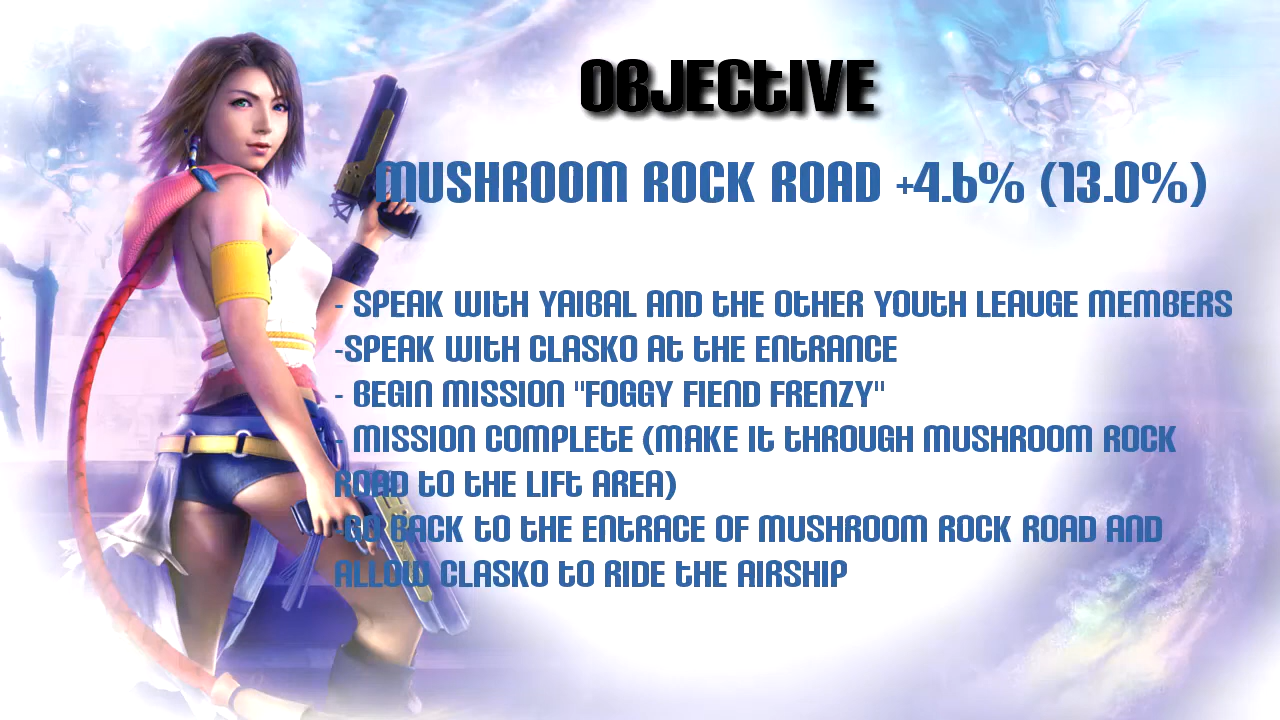 OBJECtIVE
MUSHROOM ROCK ROAD +4.6% (13.0%)
- SPEAK WItH YAIBAL AND tHE OtHER YOUtH LEAUGE MEMBERS
-SPEAK WItH CLASKO At tHE ENtRANCE
- BEGIN MISSION "FOGGY FIEND FRENZY"
- MISSION COMPLEtE (MAKE It tHROUGH MUSHROOM ROCK
ROAD tO tHE LIFt AREA)
-GO BACK tO tHE ENtRACE OF MUSHROOM ROCK ROAD AND
ALLOW CLASKO tO RIDE tHE AIRSHIP